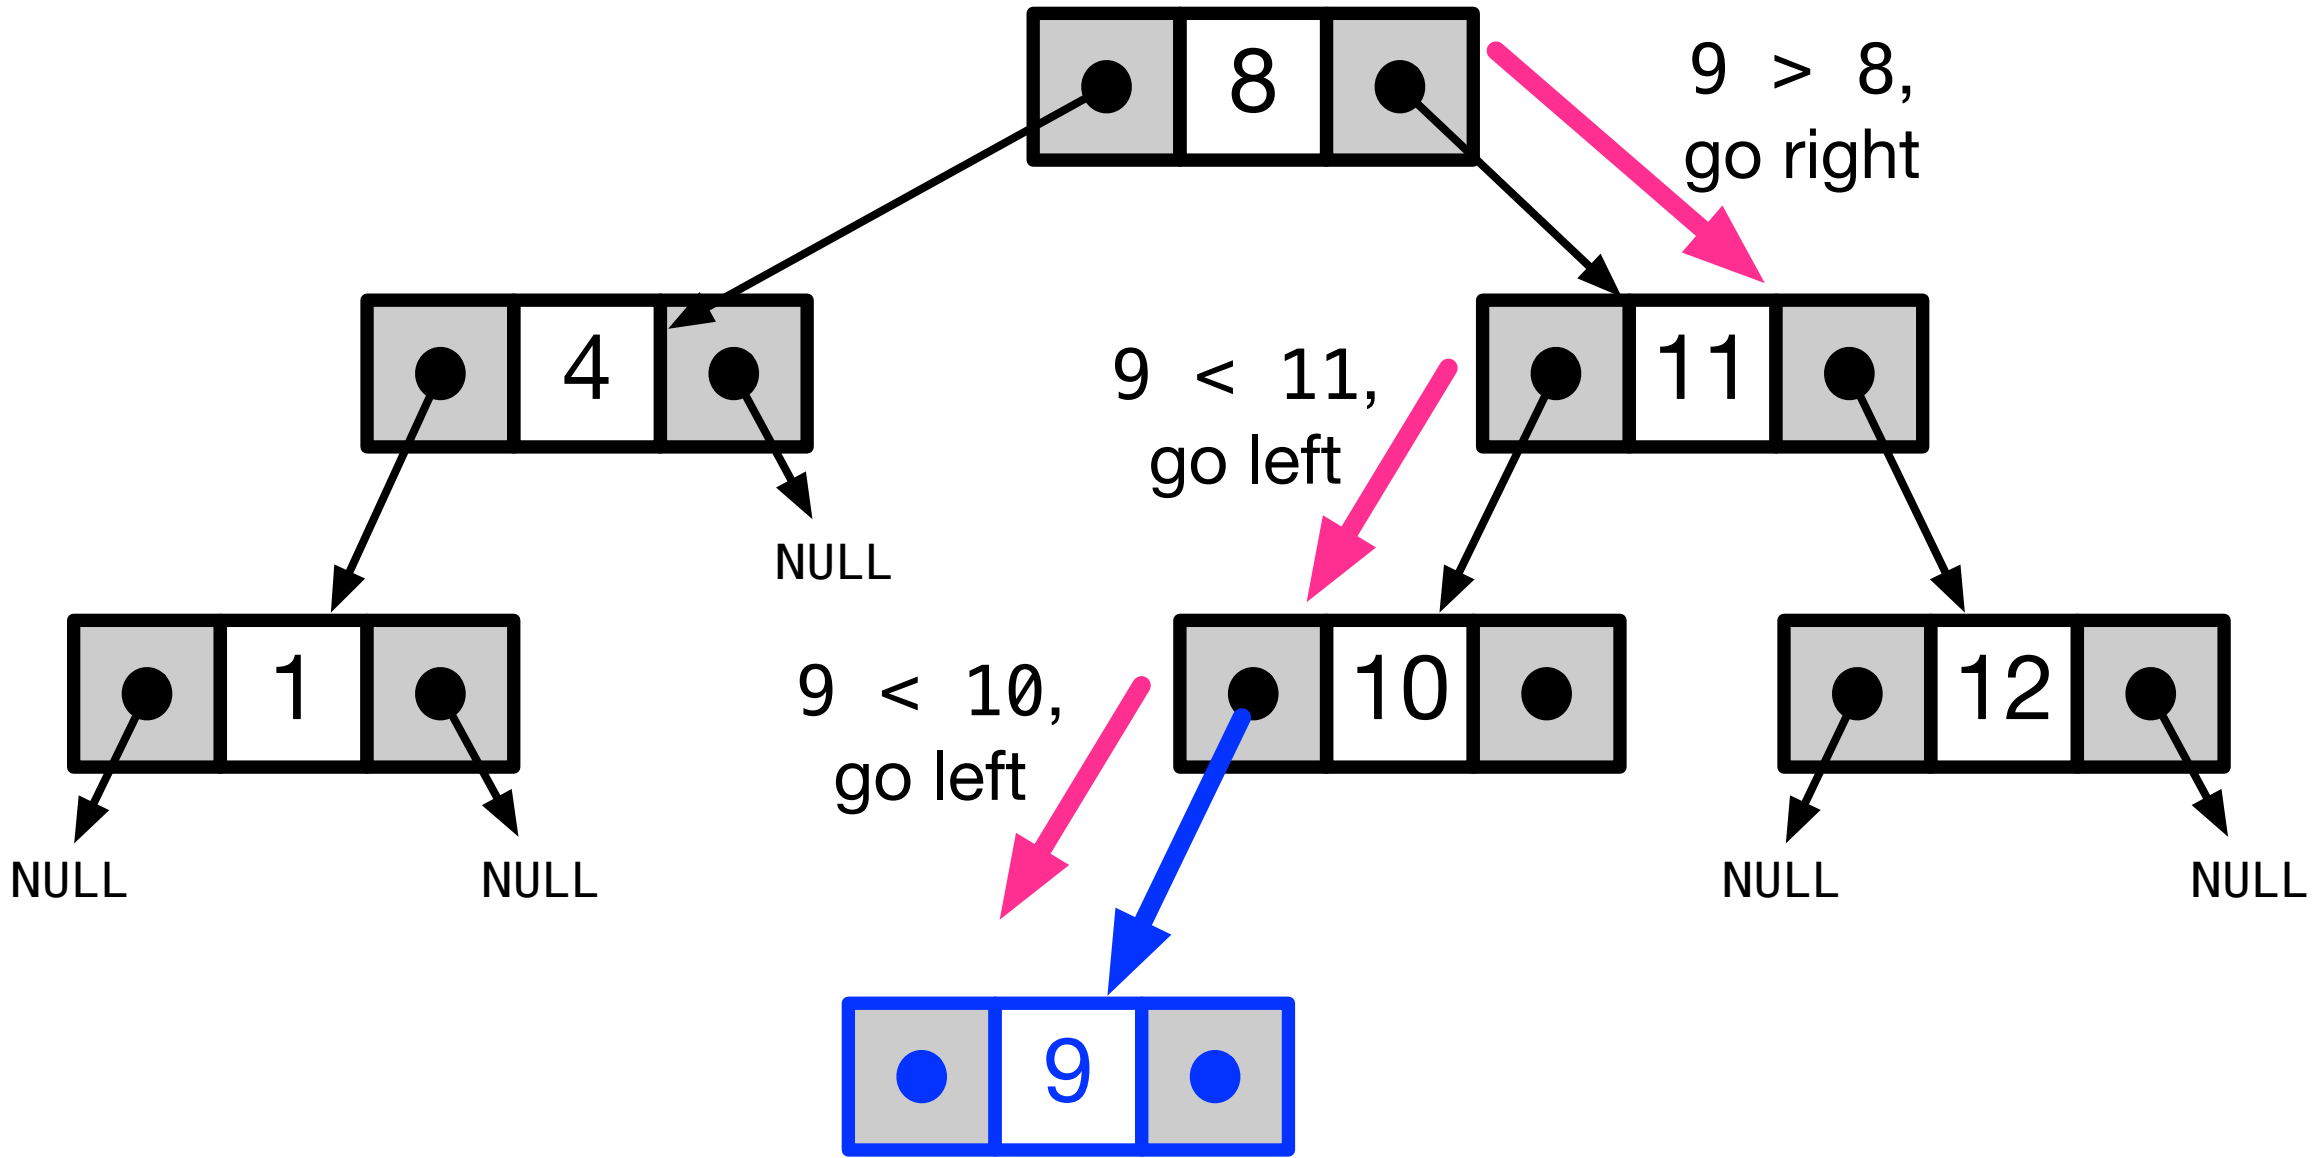 8
9 > 8,
go right
4
11
9 < 11,
go left
NULL
1
10
12
9 < 10,
go left
NULL
NULL
NULL
NULL
9